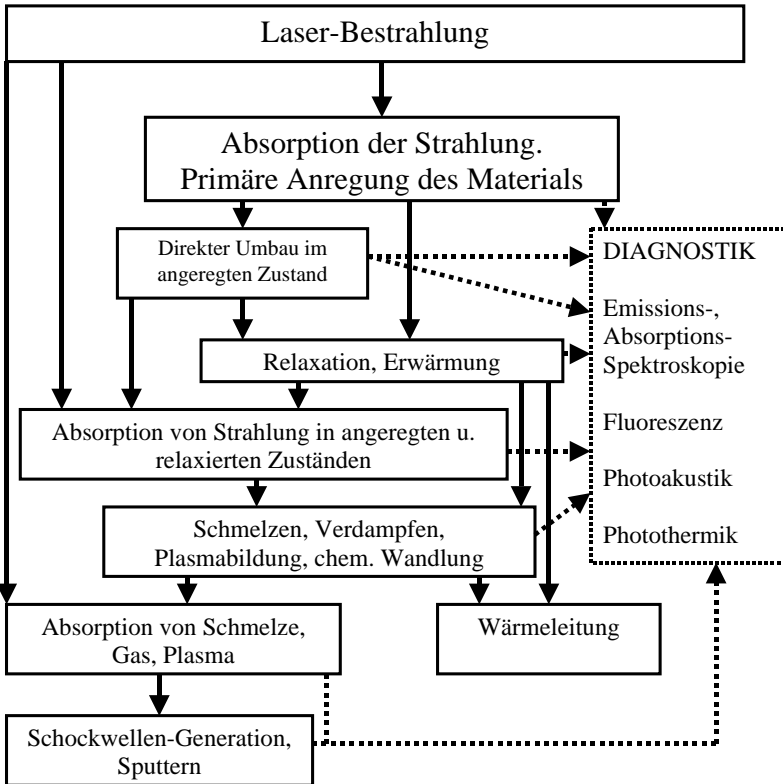 Laser-Bestrahlung
Absorption der Strahlung.
Primäre Anregung des Materials
Direkter Umbau im
angeregten Zustand
DIAGNOSTIK
Emissions-,
Absorptions-
Spektroskopie
Fluoreszenz
Photoakustik
Photothermik
Relaxation, Erwärmung
Absorption von Strahlung in angeregten u.
relaxierten Zuständen
Schmelzen, Verdampfen,
Plasmabildung, chem. Wandlung
Absorption von Schmelze,
Gas, Plasma
Wärmeleitung
Schockwellen-Generation,
Sputtern